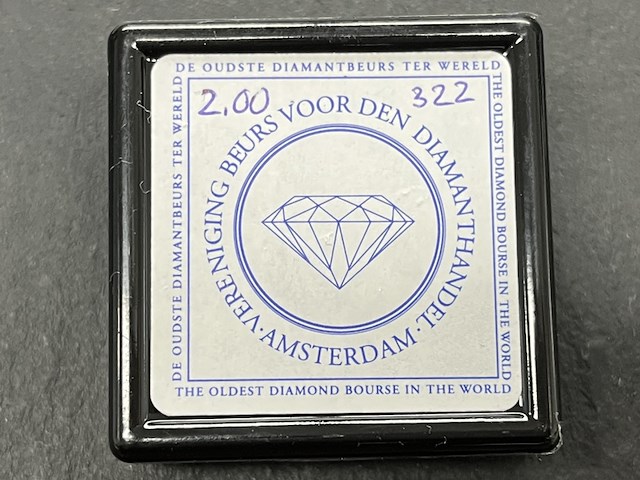 DE OUDSTE DIAMANTBEURS TER WERELD
2,00
322
VERENIGING BEURS VOOR DEN DIAMANTHANDEL
· AMSTERDAM ·
DE OUDSTE DIAMANTBEURS TER WERELD
THE OLDEST DIAMOND BOURSE IN THE WORLD
THE OLDEST DIAMOND BOURSE IN THE WORLD